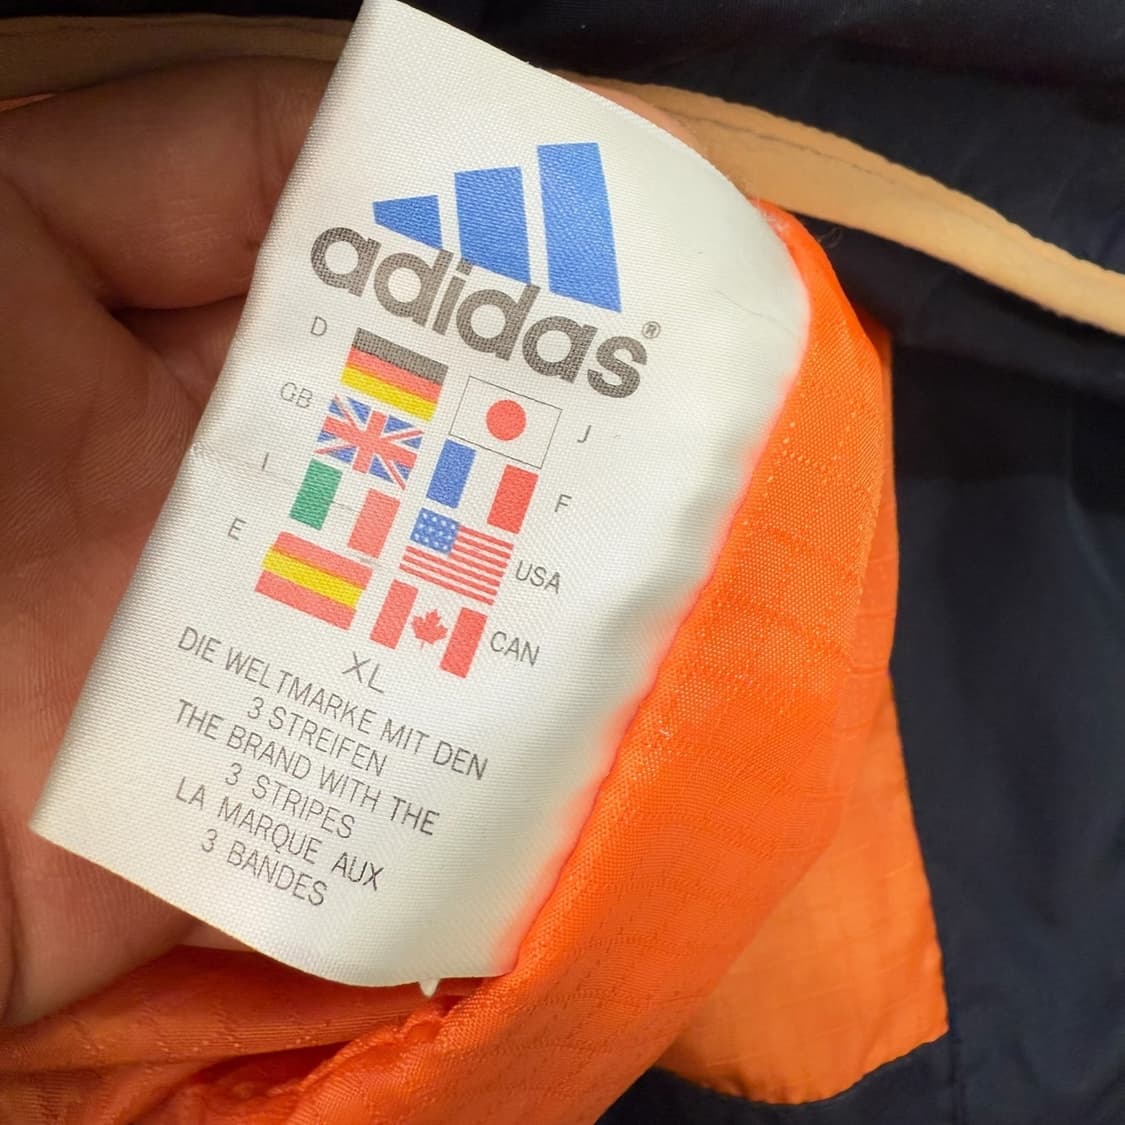 adidas®
D
J
GB
F
I
USA
E
CAN
XL
DIE WELTMARKE MIT DEN
3 STREIFEN
THE BRAND WITH THE
3 STRIPES
LA MARQUE AUX
3 BANDES